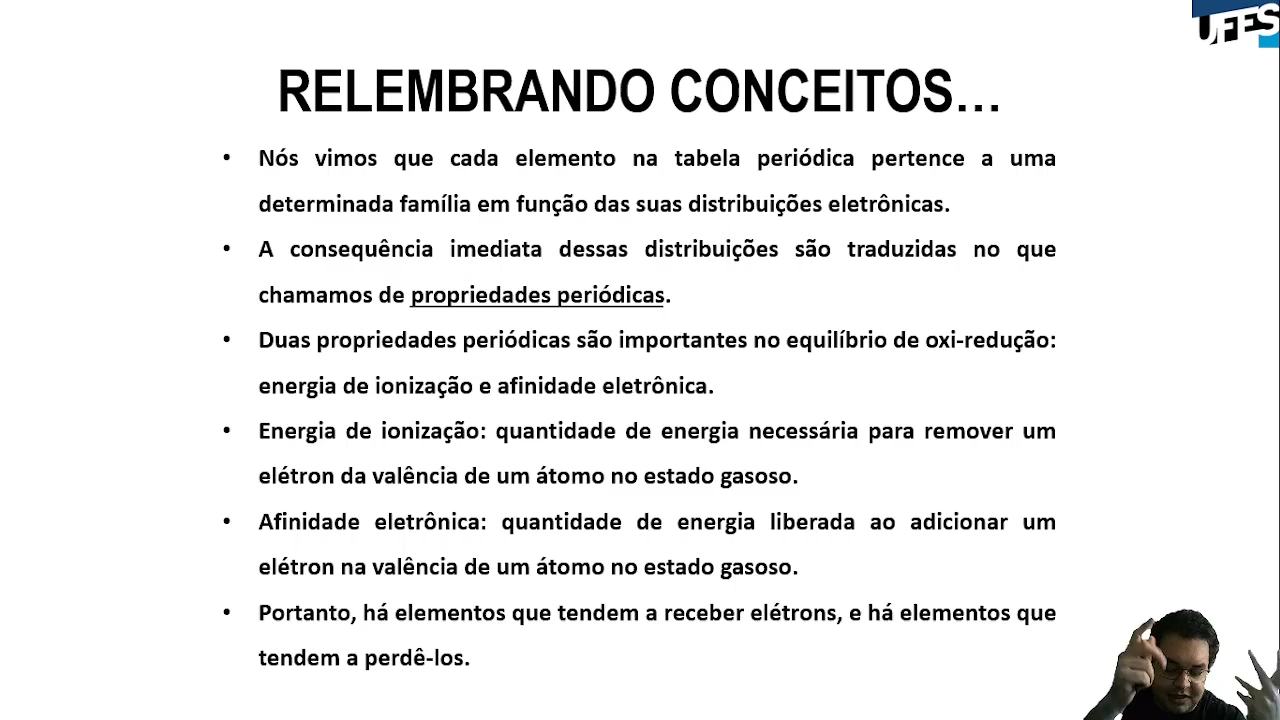 UFES
RELEMBRANDO CONCEITOS...
• Nós vimos que cada elemento na tabela periódica pertence a uma
determinada família em função das suas distribuições eletrônicas.
• A consequência imediata dessas distribuições são traduzidas no que
chamamos de propriedades periódicas.
• Duas propriedades periódicas são importantes no equilíbrio de oxi-redução:
energia de ionização e afinidade eletrônica.
• Energia de ionização: quantidade de energia necessária para remover um
elétron da valência de um átomo no estado gasoso.
• Afinidade eletrônica: quantidade de energia liberada ao adicionar um
elétron na valência de um átomo no estado gasoso.
• Portanto, há elementos que tendem a receber elétrons, e há elementos que
tendem a perdê-los.